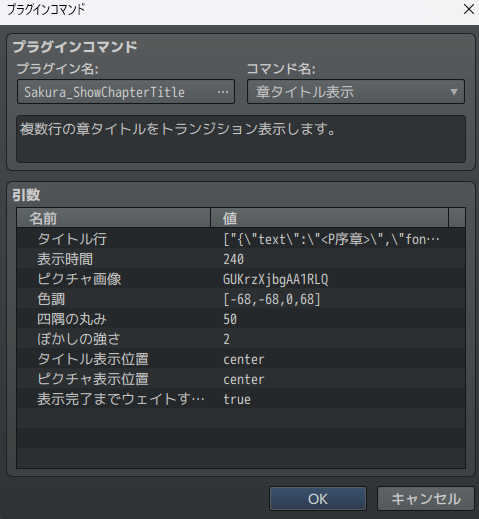 プラグインコマンド
プラグインコマンド
プラグイン名:
コマンド名:
Sakura_ShowChapterTitle …
章タイトル表示
複数行の章タイトルをトランジション表示します。
引数
名前 値
タイトル行 ["{\"text\":\"<P序章>\",\"fon…
表示時間 240
ピクチャ画像 GUKrzXjbgAA1RLQ
色調 [-68,-68,0,68]
四隅の丸み 50
ぼかしの強さ 2
タイトル表示位置 center
ピクチャ表示位置 center
表示完了までウェイトす… true
OK
キャンセル